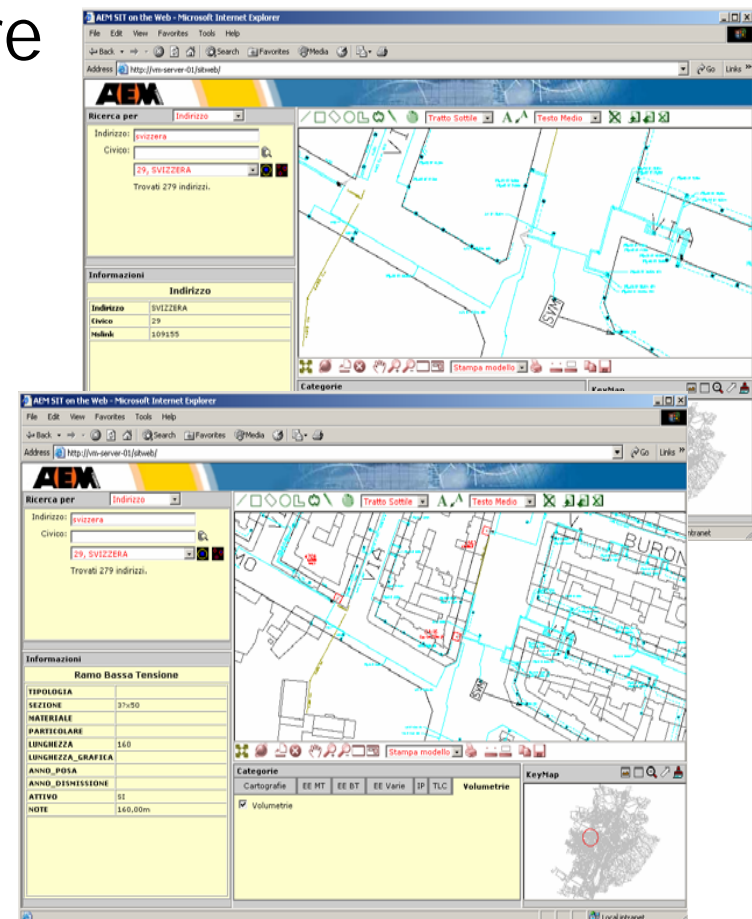 re
AEM SIT on the Web - Microsoft Internet Explorer
File Edit View Favorites Tools Help
Back Search Favorites Media
Address http://vm-server-01/sitweb/ Go Links »
AEM
Ricerca per Indirizzo
Tratto Sottile Testo Medio
Indirizzo: svizzera
Civico:
29, SVIZZERA
Trovati 279 indirizzi.
VIA
SVM
Informazioni
Indirizzo
Indirizzo SVIZZERA
Civico 29
Mslink 109155
Stampa modello
Categorie
KeyMap
ntranet
AEM SIT on the Web - Microsoft Internet Explorer
File Edit View Favorites Tools Help
Back Search Favorites Media
Address http://vm-server-01/sitweb/ Go Links »
AEM
Ricerca per Indirizzo
Tratto Sottile Testo Medio
Indirizzo: svizzera
Civico:
29, SVIZZERA
Trovati 279 indirizzi.
MO
VIA
BURON
VIA
SVM
Informazioni
Ramo Bassa Tensione
TIPOLOGIA
SEZIONE 3?x50
MATERIALE
PARTICOLARE
LUNGHEZZA 160
LUNGHEZZA_GRAFICA
ANNO_POSA
ANNO_DISMISSIONE
ATTIVO SI
NOTE 160,00m
Stampa modello
Categorie
Cartografie EE MT EE BT EE Varie IP TLC Volumetrie
Volumetrie
KeyMap
Local intranet